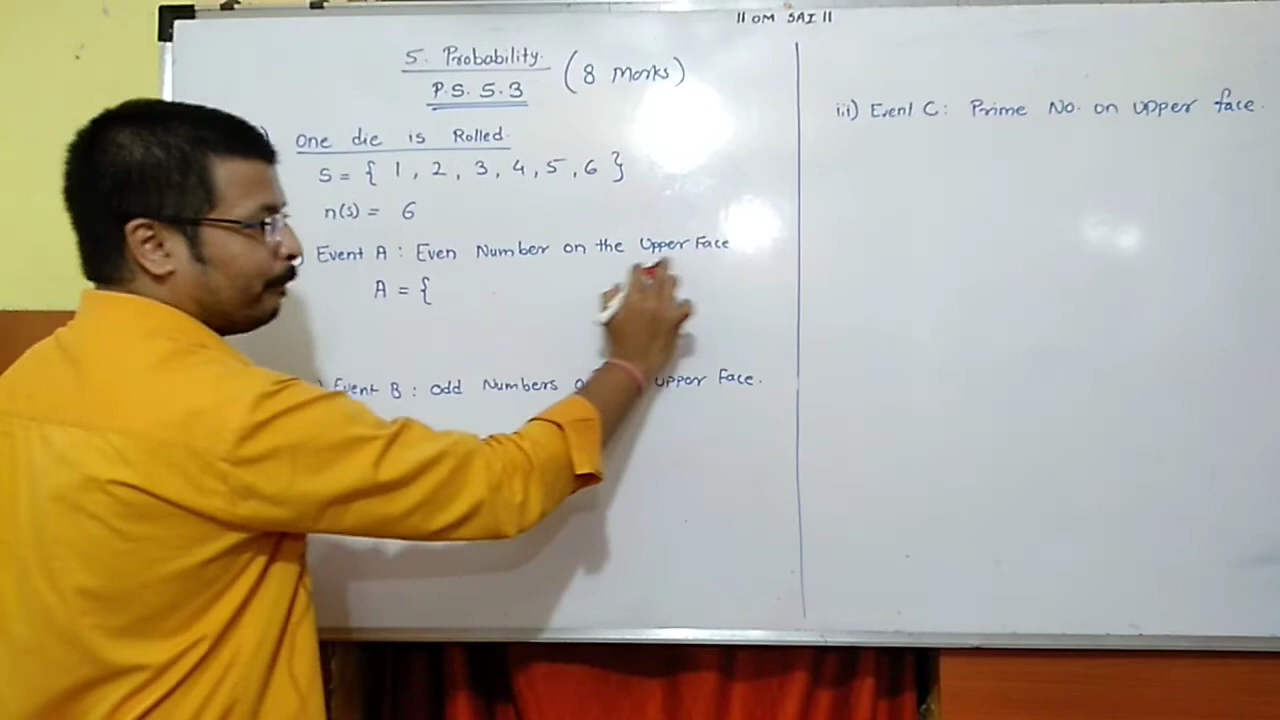 || OM SAI ||
5. Probability.
(8 Marks)
P.S. 5.3
One die is Rolled.
S = { 1 , 2 , 3 , 4 , 5 , 6 }
n(s) = 6
Event A : Even Number on the Upper Face
A = {
Event B : odd Numbers upper Face.
iii) Event C : Prime No. on upper face.